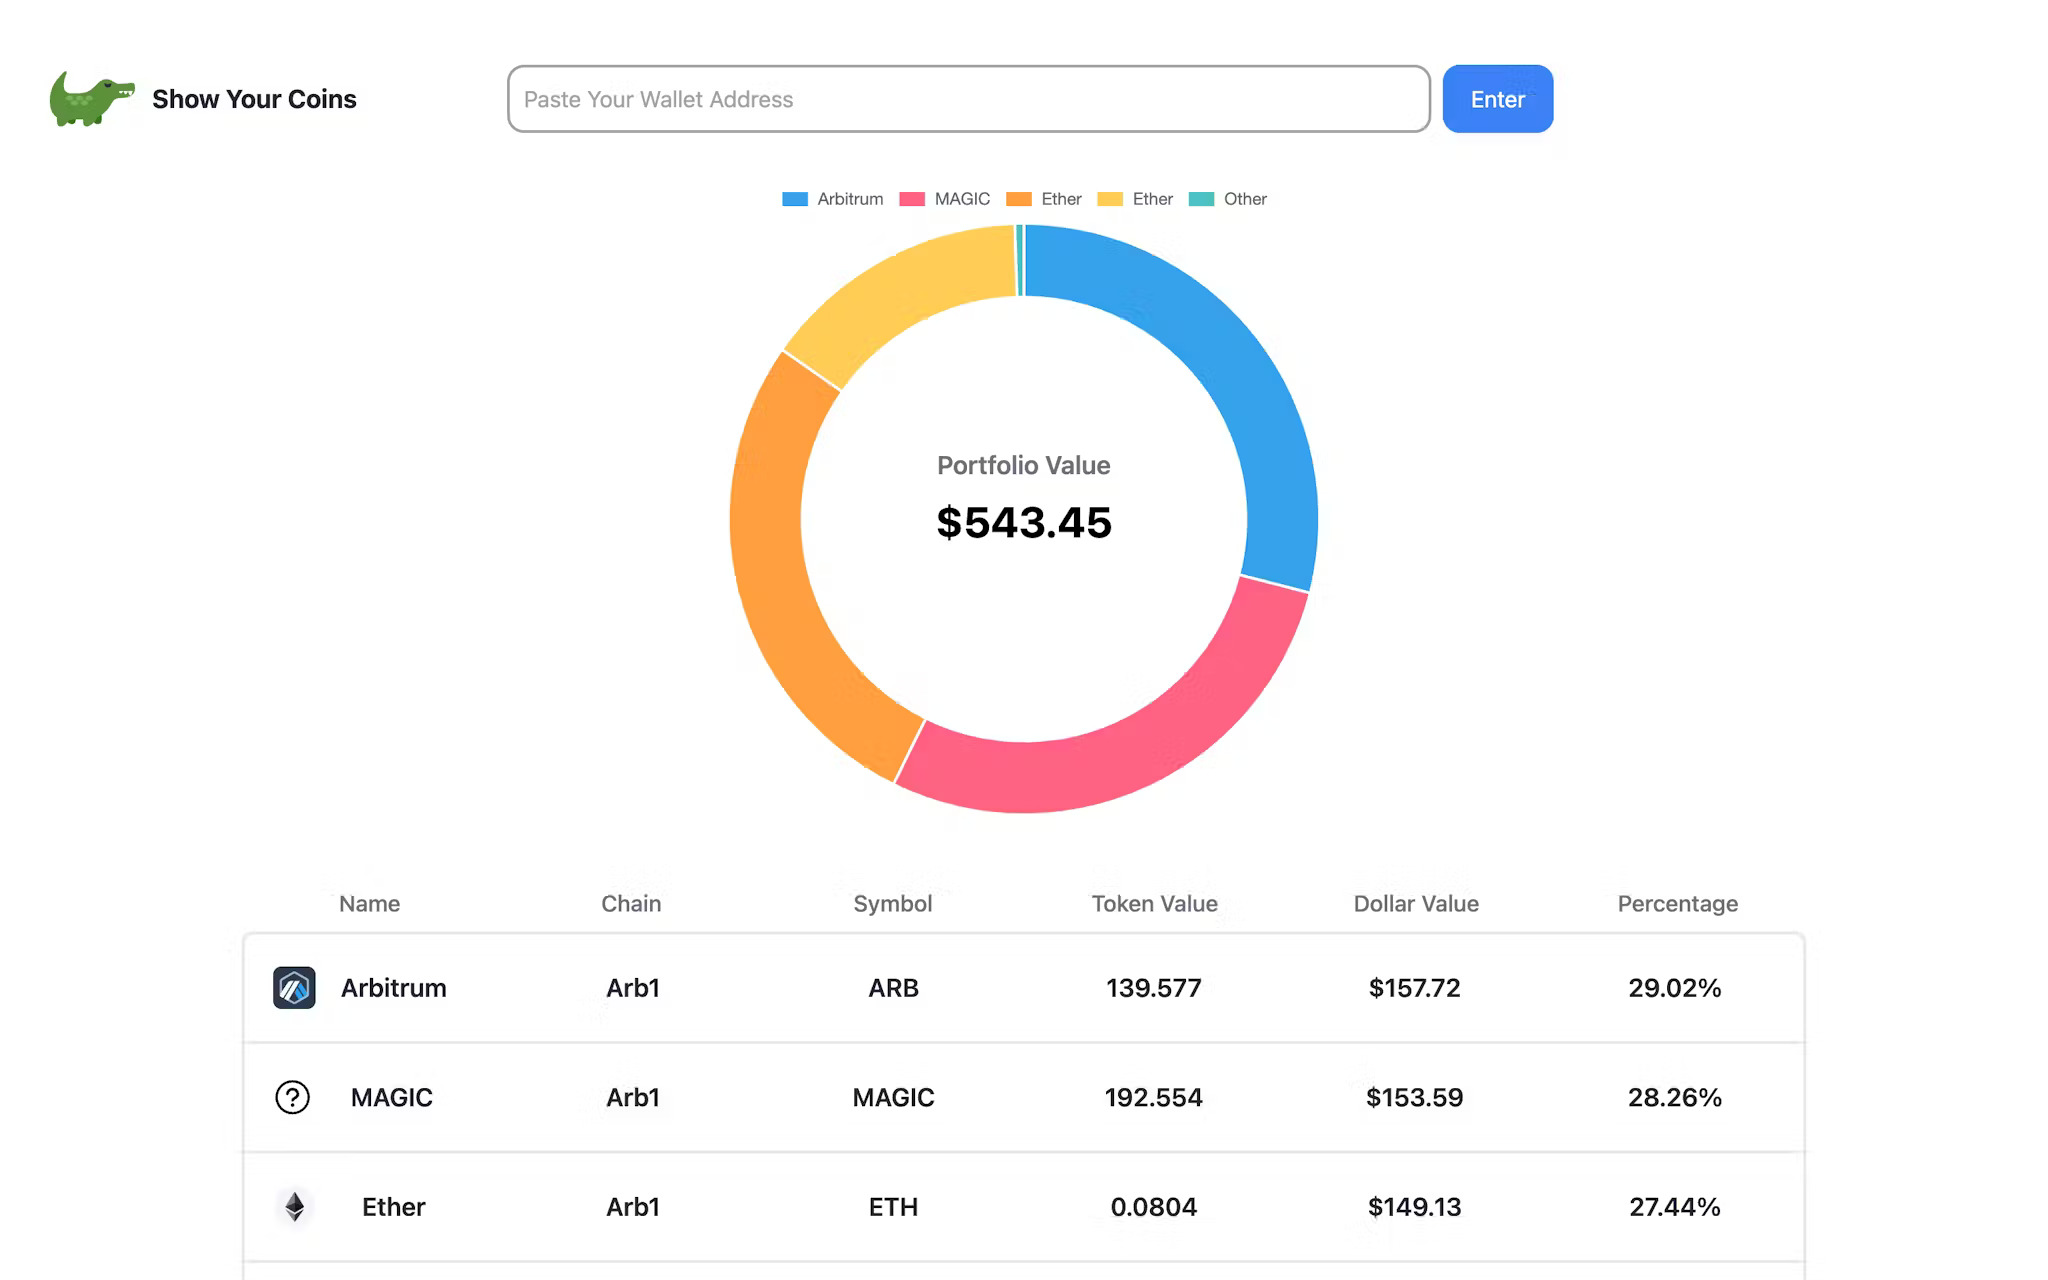 Show Your Coins
Paste Your Wallet Address
Enter
Arbitrum MAGIC Ether Ether Other
Portfolio Value
$543.45
Name Chain Symbol Token Value Dollar Value Percentage
Arbitrum Arb1 ARB 139.577 $157.72 29.02%
? MAGIC Arb1 MAGIC 192.554 $153.59 28.26%
Ether Arb1 ETH 0.0804 $149.13 27.44%